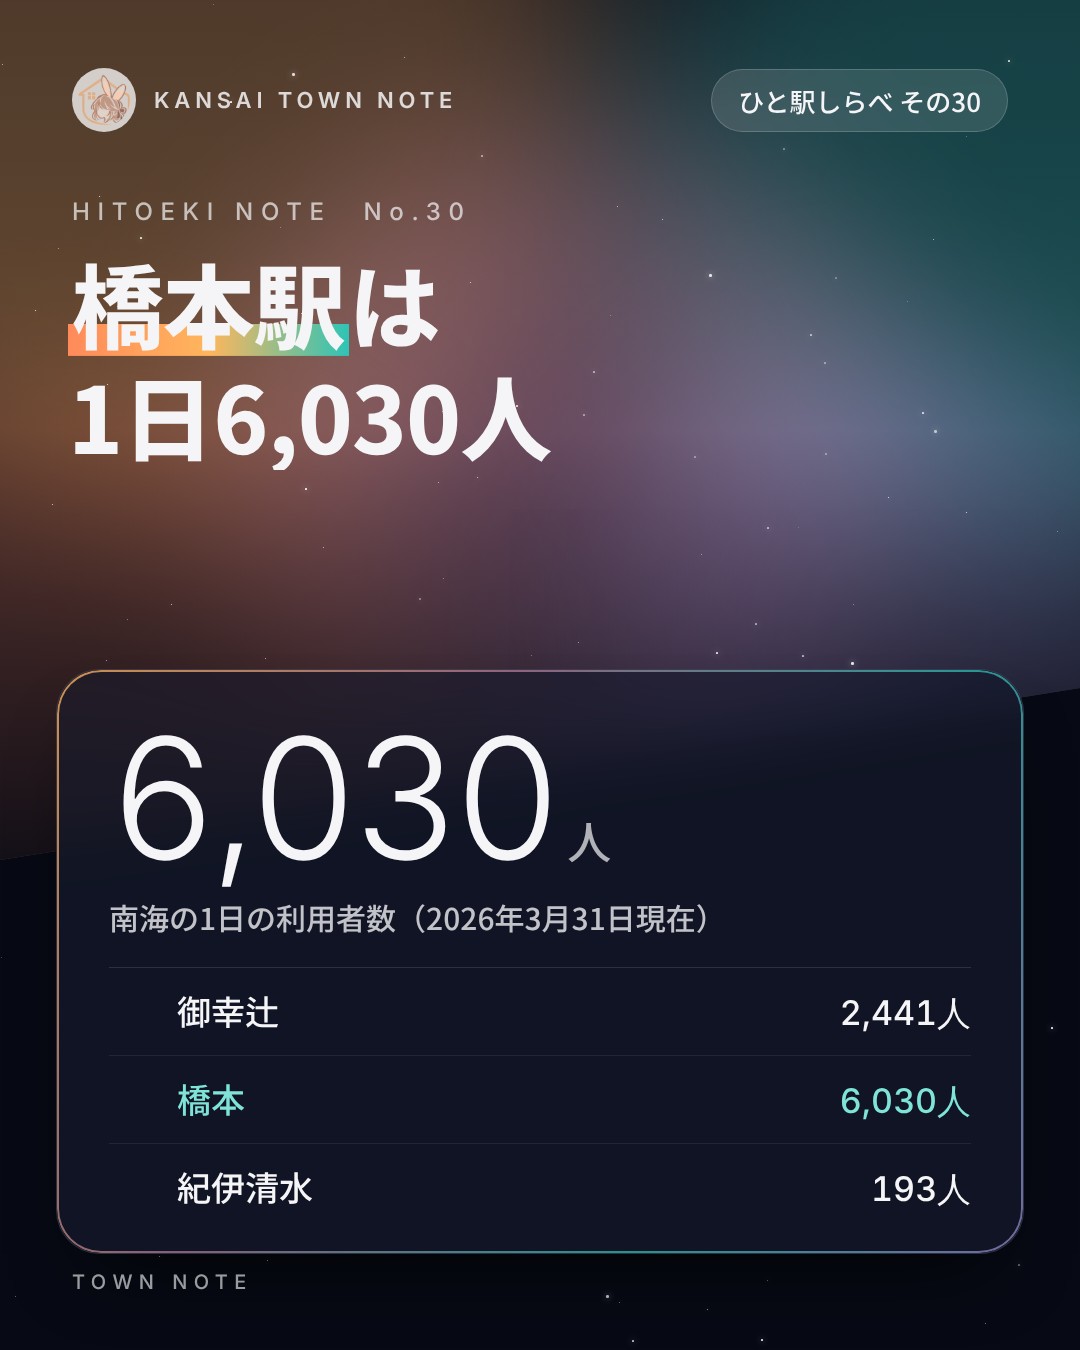 KANSAI TOWN NOTE
ひと駅しらべ その30
HITOEKI NOTE No.30
橋本駅は
1日6,030人
6,030人
南海の1日の利用者数（2026年3月31日現在）
御幸辻 2,441人
橋本 6,030人
紀伊清水 193人
TOWN NOTE